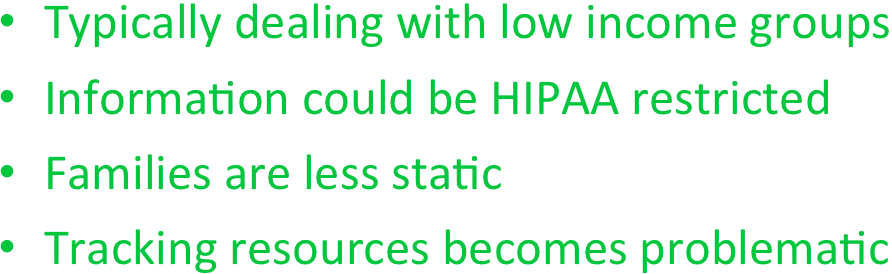 • Typically dealing with low income groups
• Information could be HIPAA restricted
• Families are less static
• Tracking resources becomes problematic